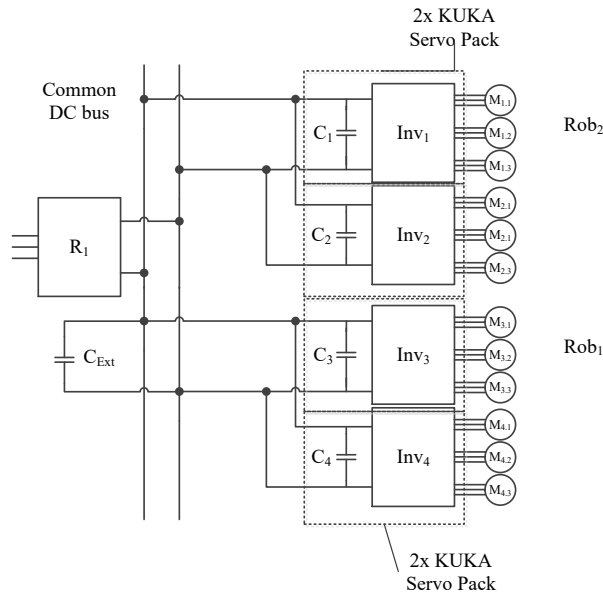 2x KUKA
Servo Pack
Common
DC bus
C1
Inv1
M1.1
M1.2
M1.3
Rob2
C2
Inv2
M2.1
M2.1
M2.3
R1
CExt
C3
Inv3
M3.1
M3.2
M3.3
Rob1
C4
Inv4
M4.1
M4.2
M4.3
2x KUKA
Servo Pack